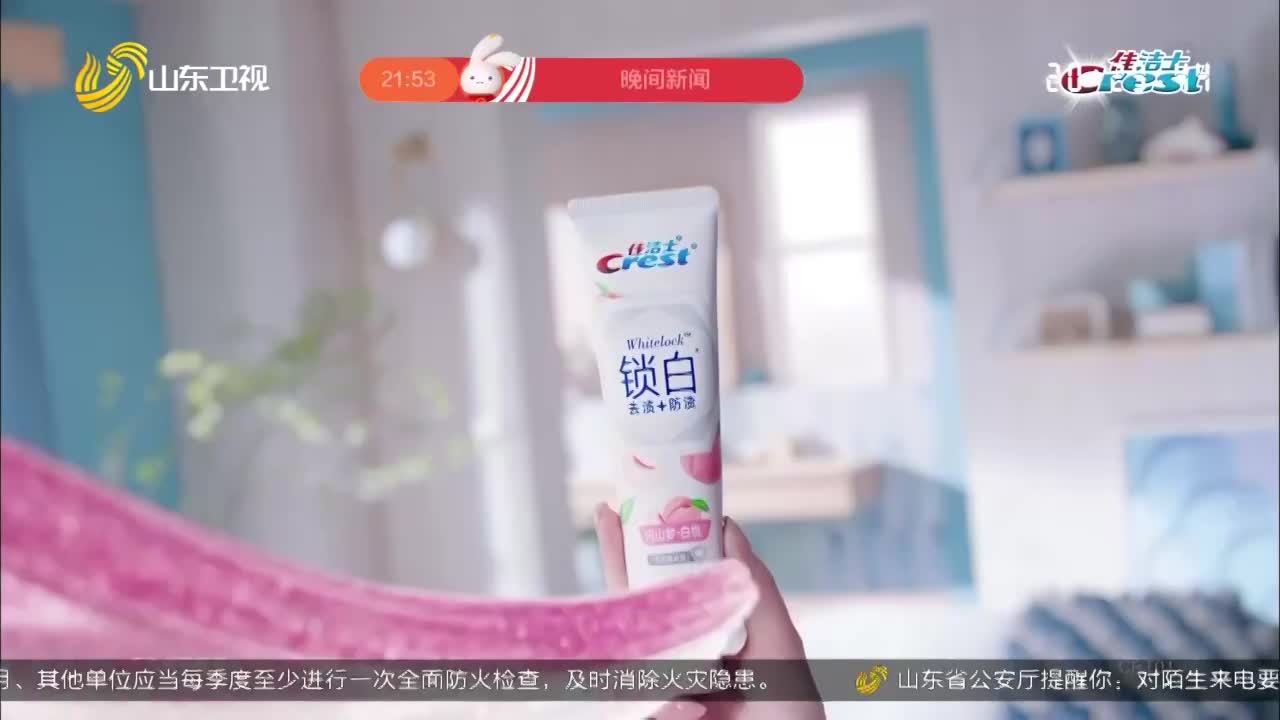 山东卫视
21:53
晚间新闻
佳洁士
Crest
佳洁士
Crest
Whitelock™
锁白
去渍+防渍
月、其他单位应当每季度至少进行一次全面防火检查，及时消除火灾隐患。
山东省公安厅提醒你：对陌生来电要